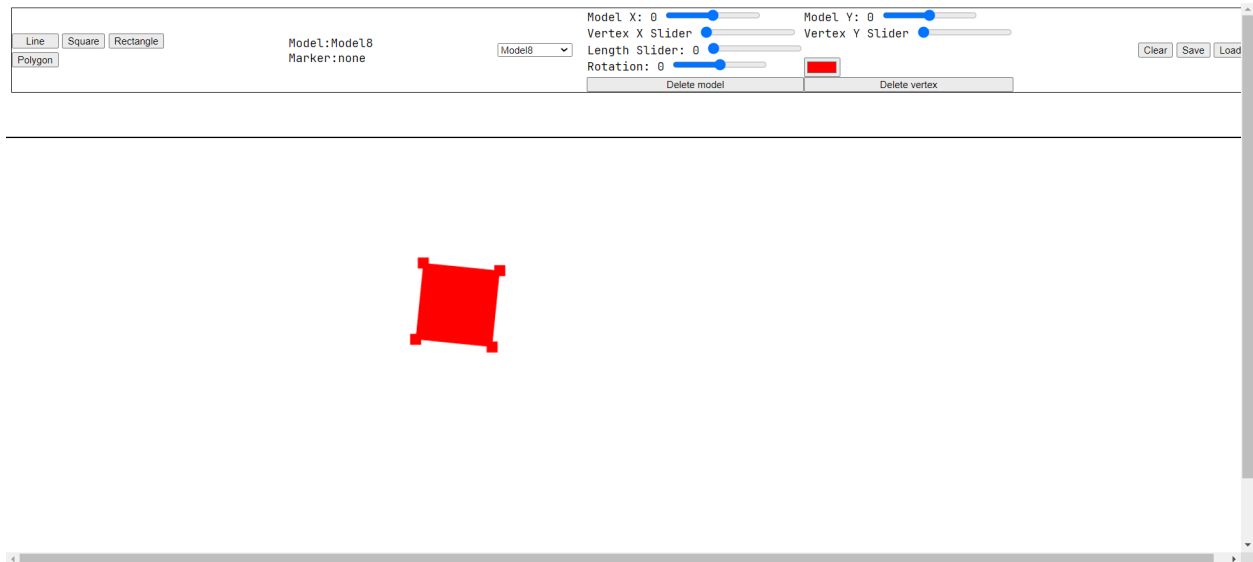 Line Square Rectangle
Polygon
Model:Model8
Marker:none
Model8
Model X: 0
Model Y: 0
Vertex X Slider
Vertex Y Slider
Length Slider: 0
Rotation: 0
Delete model
Delete vertex
Clear Save Load